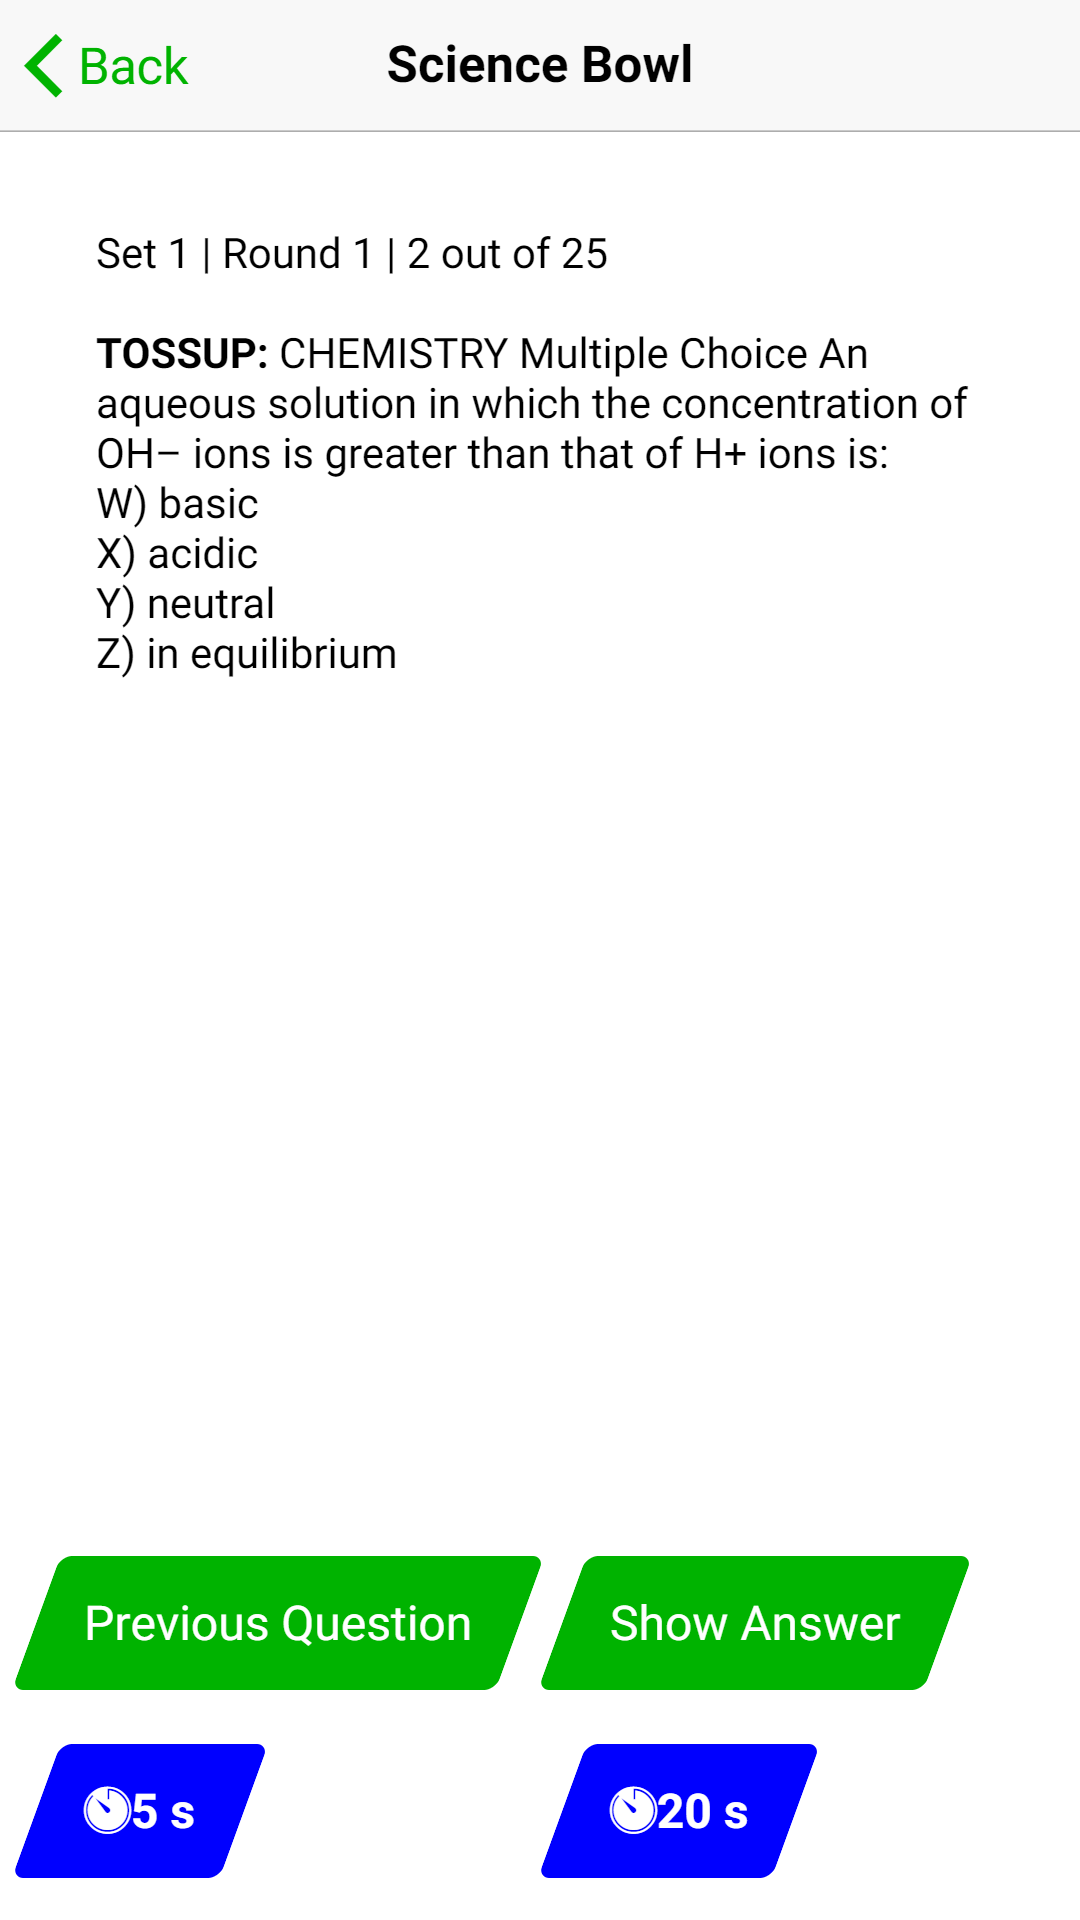 Back
Science Bowl
Set 1 | Round 1 | 2 out of 25
TOSSUP: CHEMISTRY Multiple Choice An
aqueous solution in which the concentration of
OH− ions is greater than that of H+ ions is:
W) basic
X) acidic
Y) neutral
Z) in equilibrium
Previous Question
Show Answer
5 s
20 s